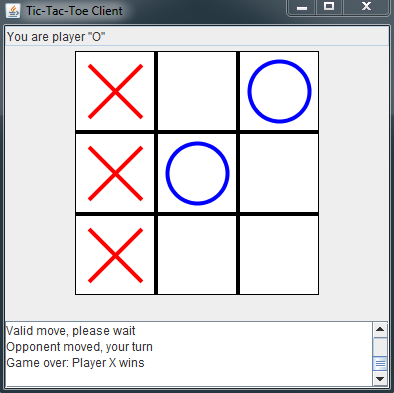 Tic-Tac-Toe Client
You are player "O"
Valid move, please wait
Opponent moved, your turn
Game over: Player X wins